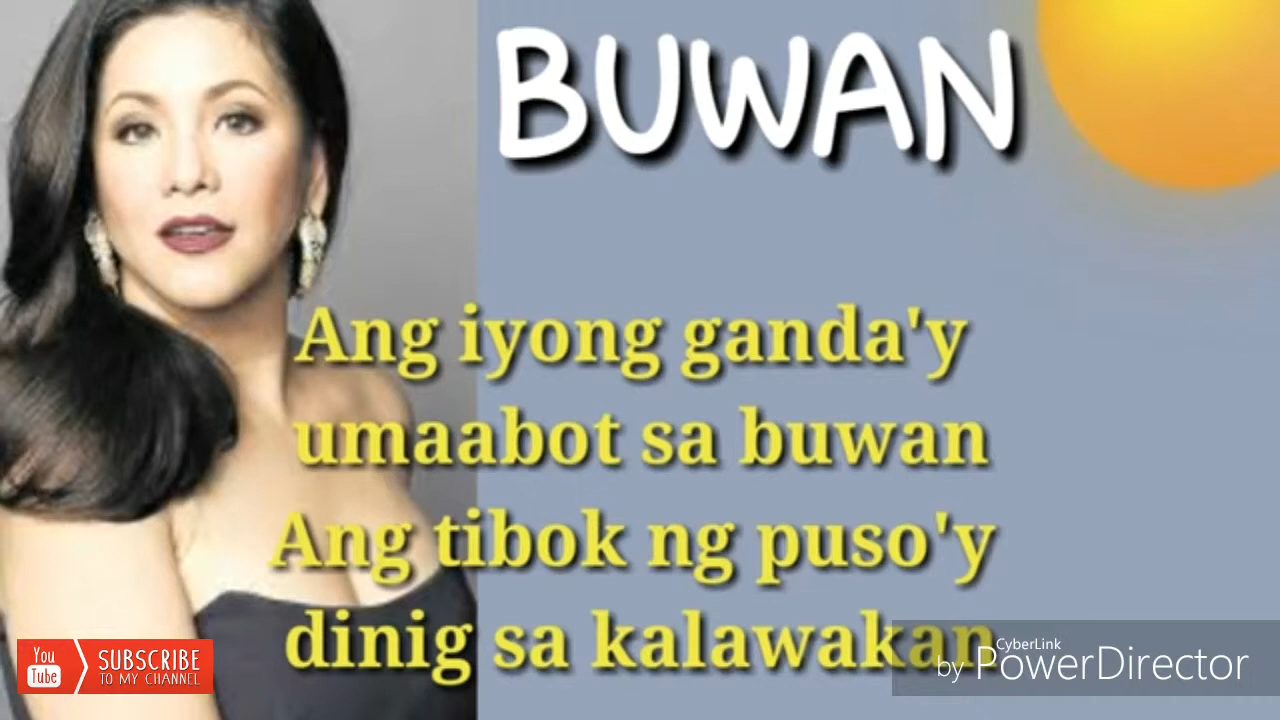 BUWAN
Ang iyong ganda'y
umaabot sa buwan
Ang tibok ng puso'y
dinig sa kalawakan
You
Tube
SUBSCRIBE
TO MY CHANNEL
CyberLink
by PowerDirector